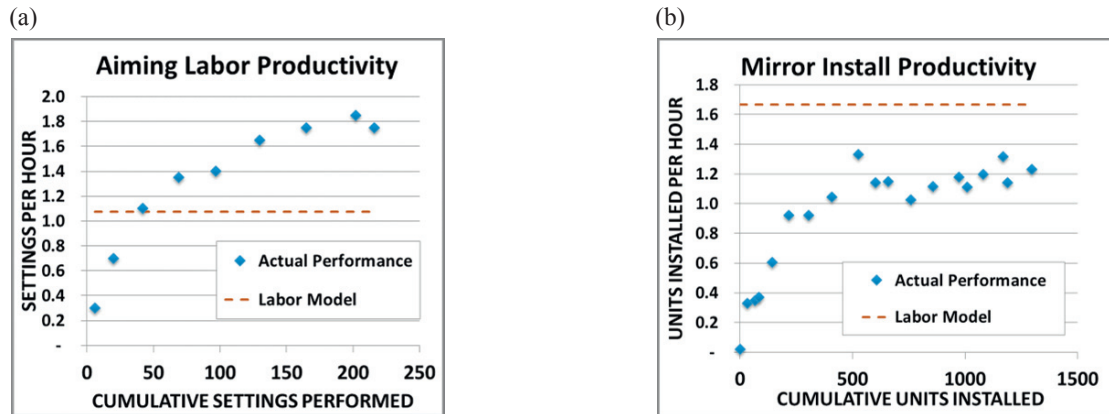 (a)
Aiming Labor Productivity
SETTINGS PER HOUR
2.0
1.8
1.6
1.4
1.2
1.0
0.8
0.6
0.4
0.2
-
Actual Performance
Labor Model
0 50 100 150 200 250
CUMULATIVE SETTINGS PERFORMED
(b)
Mirror Install Productivity
UNITS INSTALLED PER HOUR
1.8
1.6
1.4
1.2
1.0
0.8
0.6
0.4
0.2
-
Actual Performance
Labor Model
0 500 1000 1500
CUMULATIVE UNITS INSTALLED